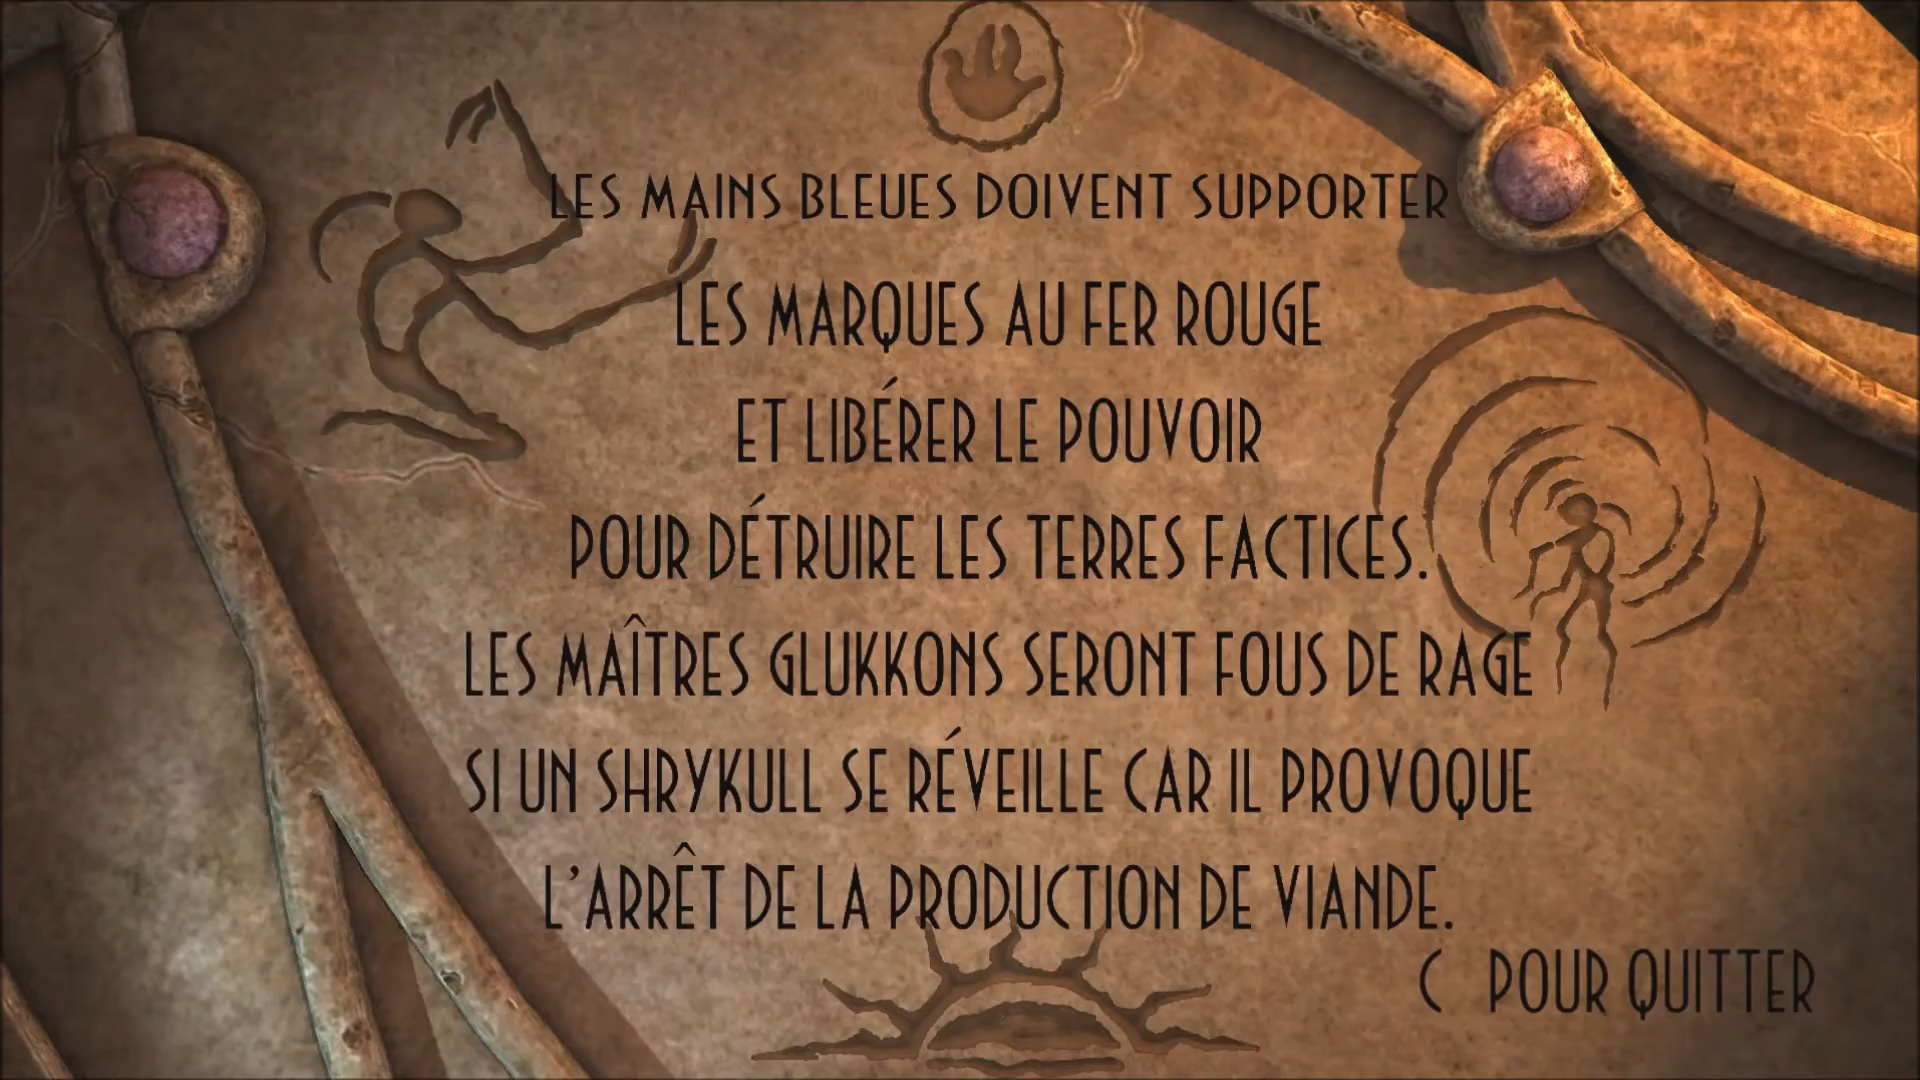 LES MAINS BLEUES DOIVENT SUPPORTER
LES MARQUES AU FER ROUGE
ET LIBÉRER LE POUVOIR
POUR DÉTRUIRE LES TERRES FACTICES.
LES MAÎTRES GLUKKONS SERONT FOUS DE RAGE
SI UN SHRYKULL SE RÉVEILLE CAR IL PROVOQUE
L'ARRÊT DE LA PRODUCTION DE VIANDE.
C POUR QUITTER